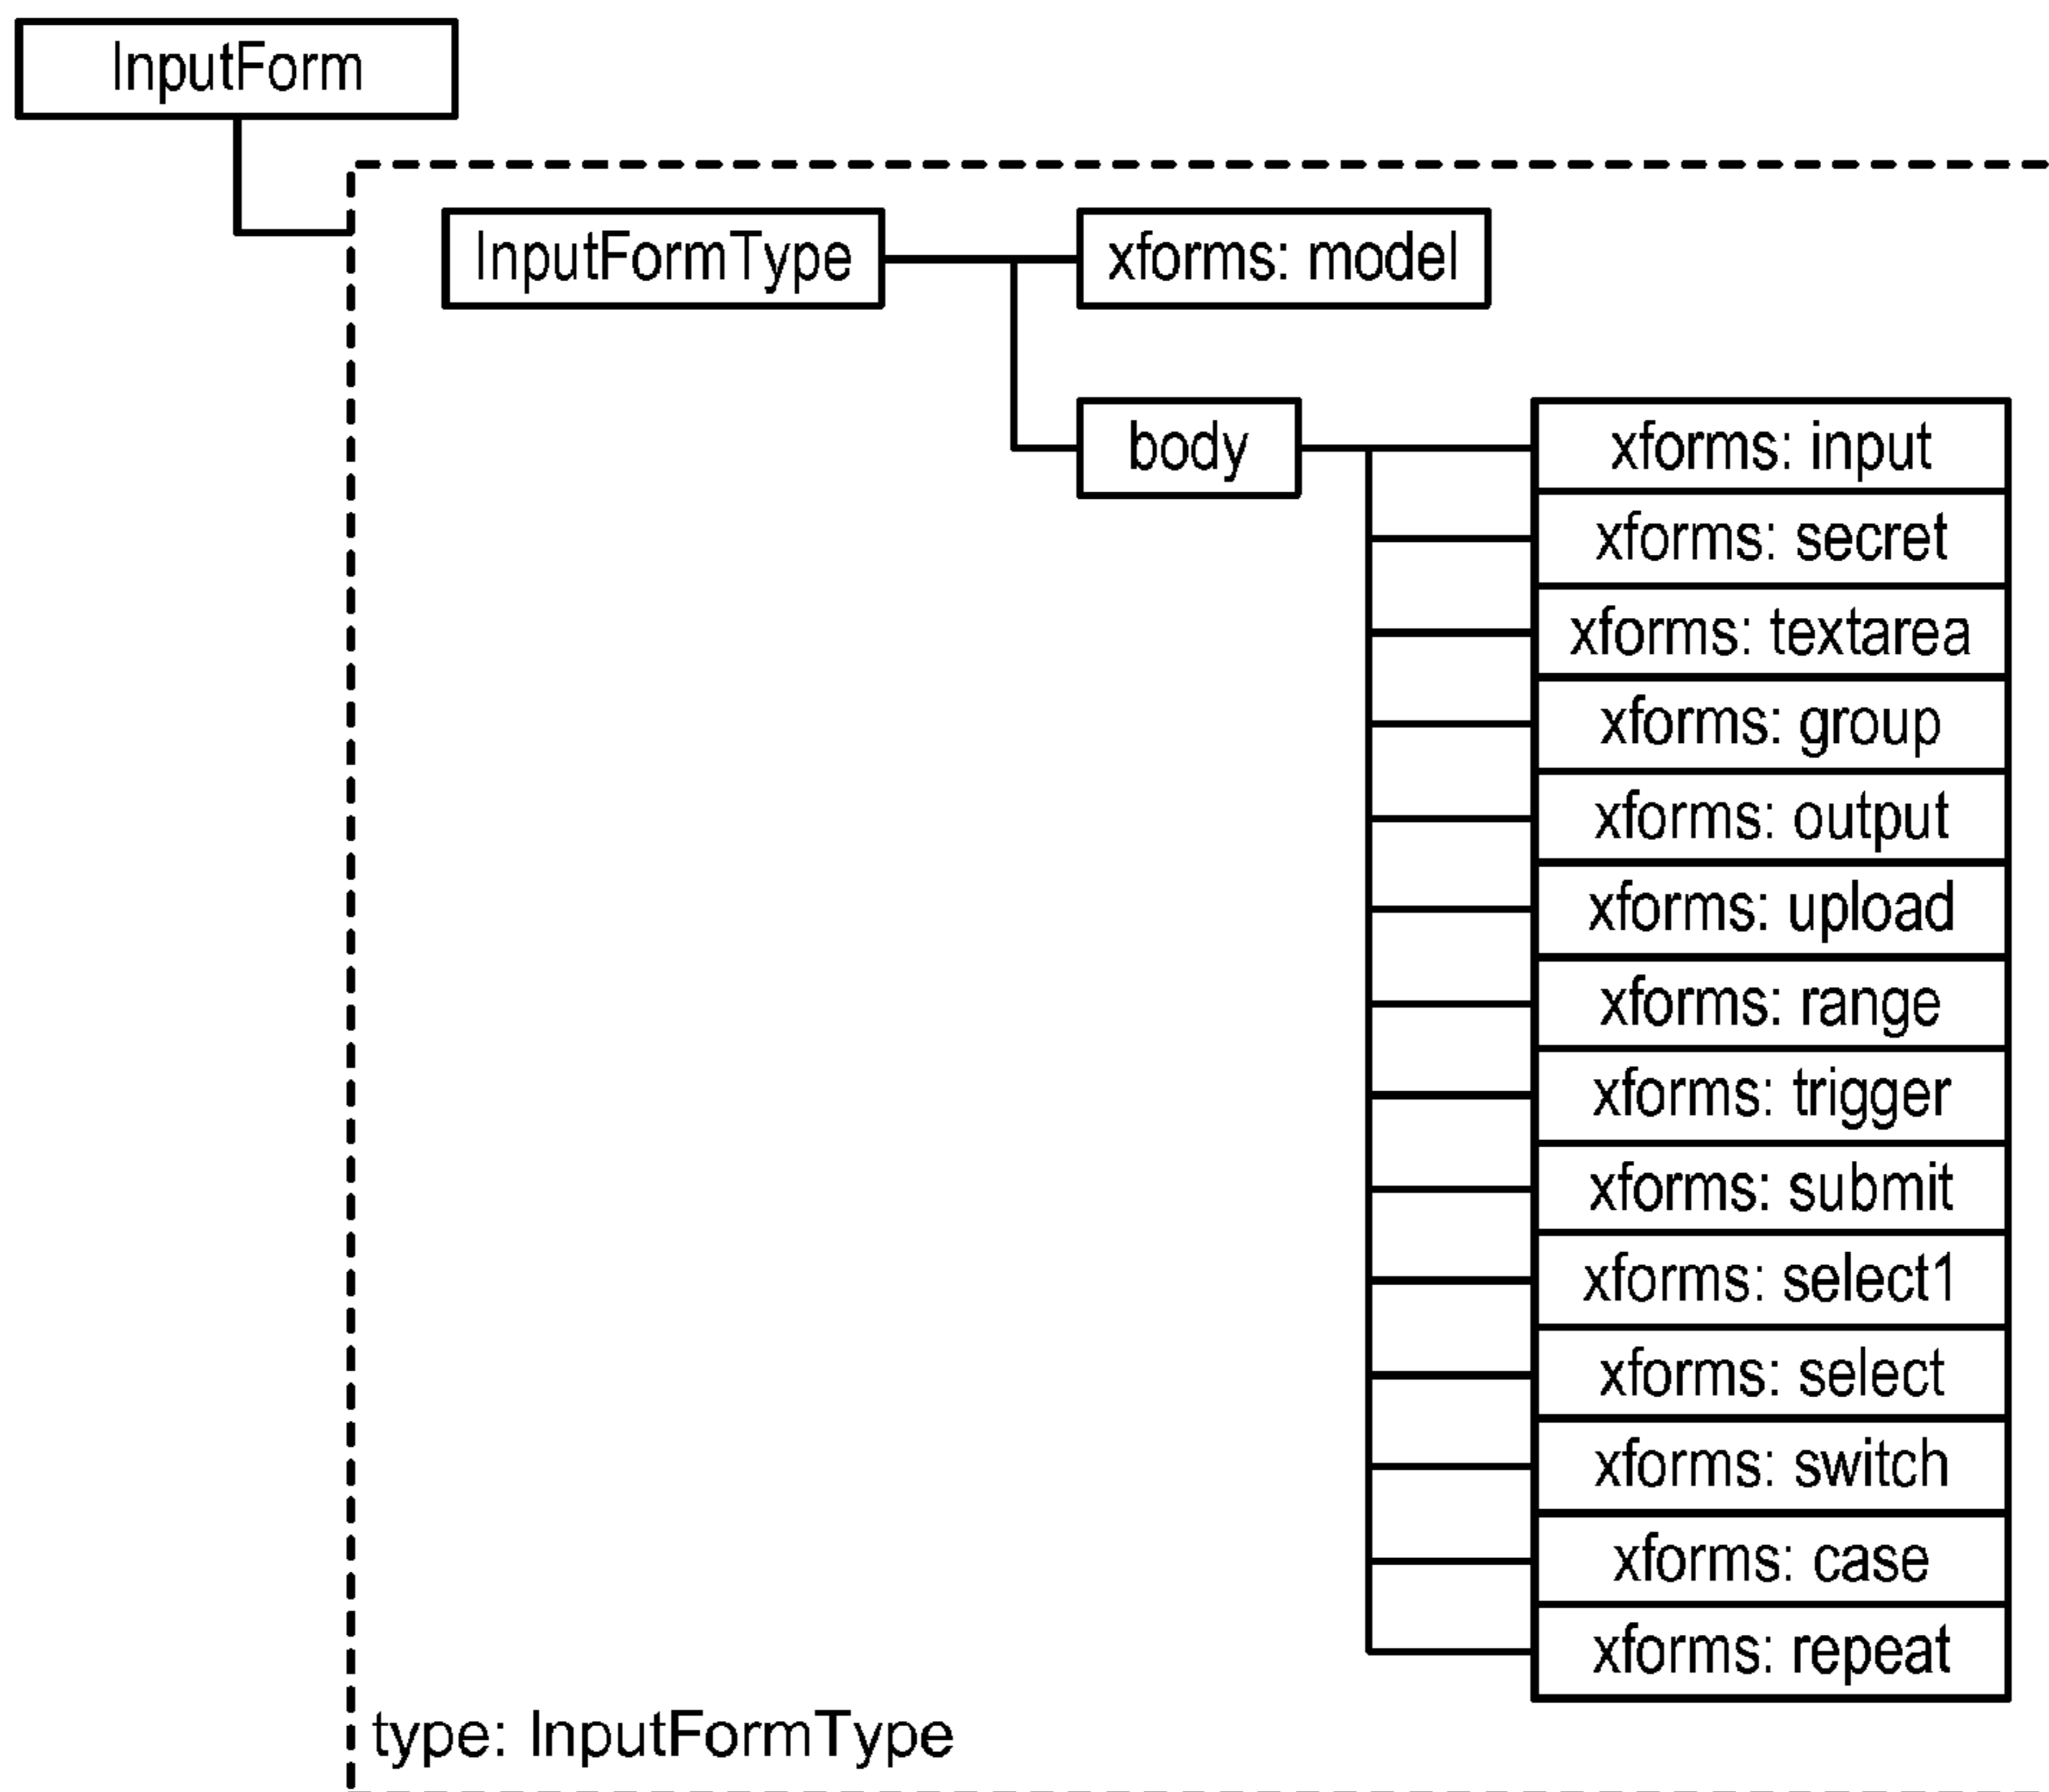 InputForm
InputFormType
xforms: model
body
xforms: input
xforms: secret
xforms: textarea
xforms: group
xforms: output
xforms: upload
xforms: range
xforms: trigger
xforms: submit
xforms: select1
xforms: select
xforms: switch
xforms: case
xforms: repeat
type: InputFormType